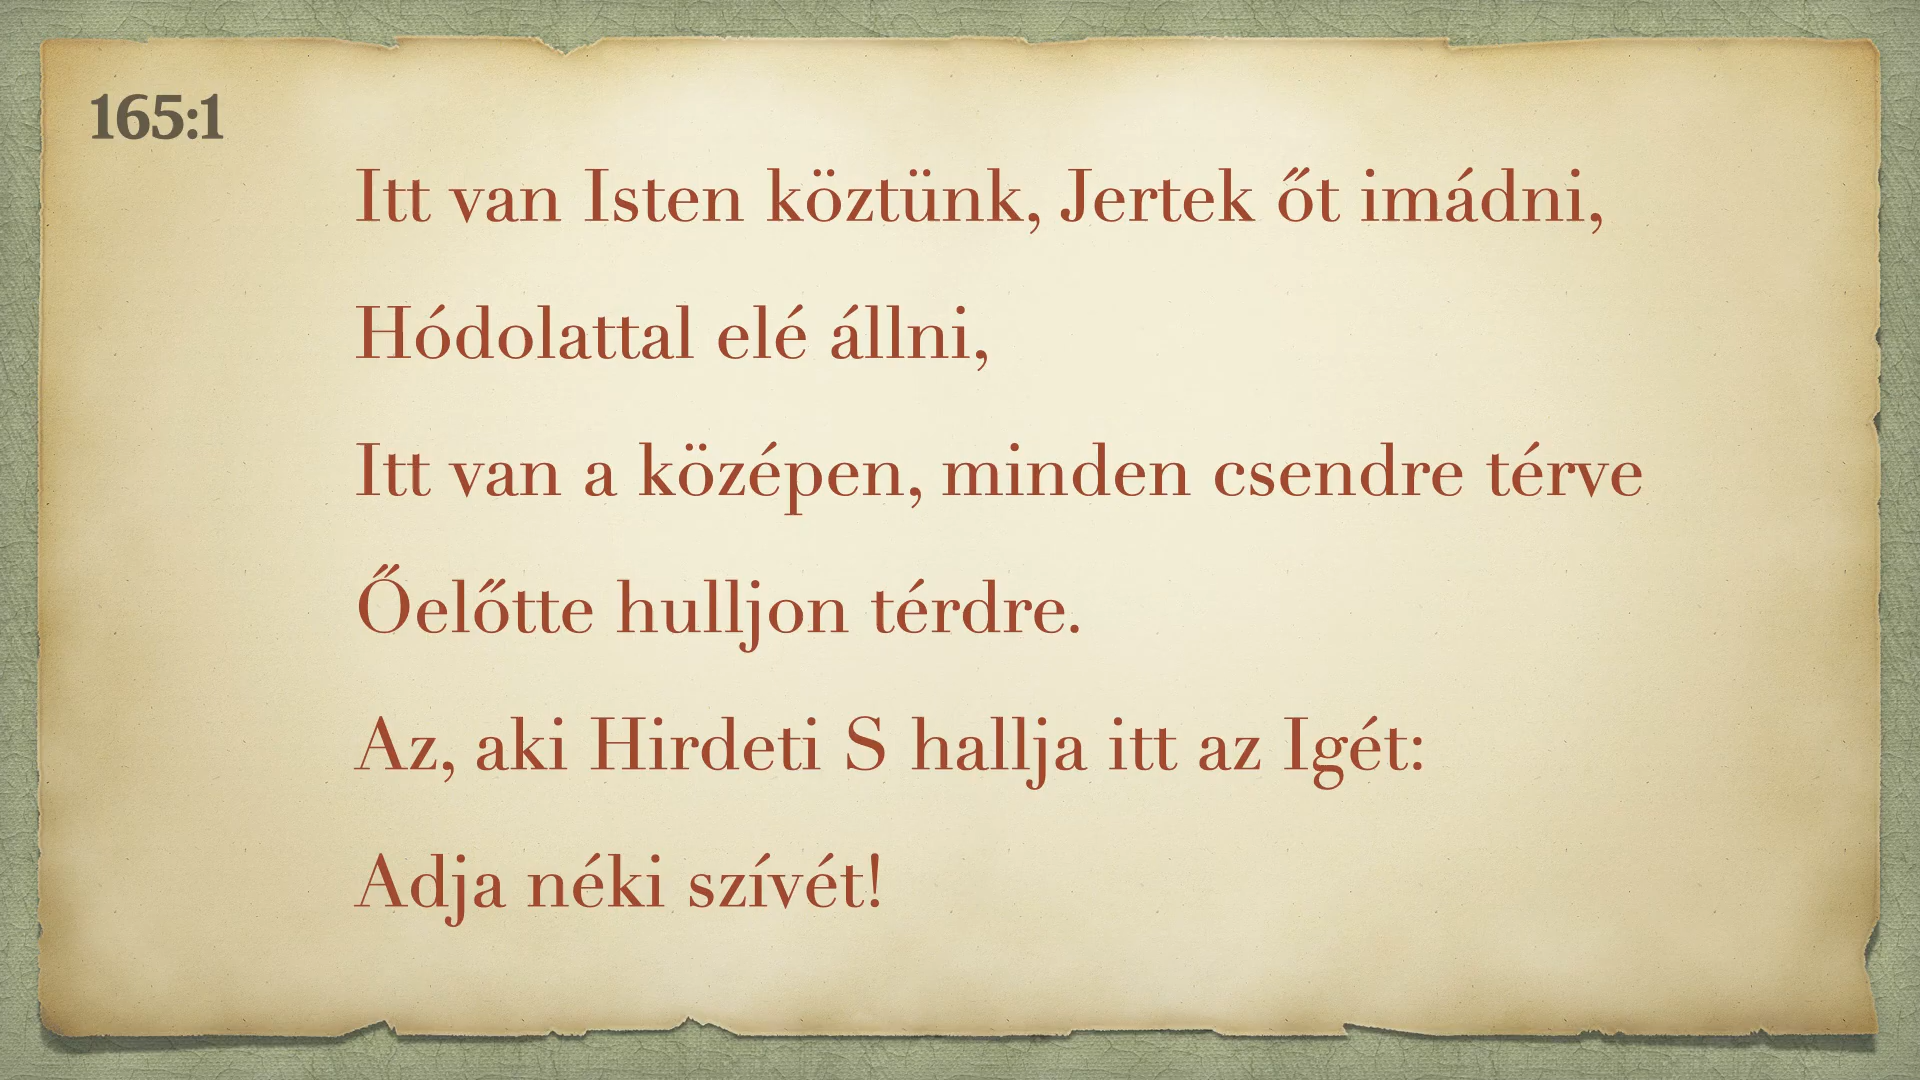 165:1
Itt van Isten köztünk, Jertek őt imádni,
Hódolattal elé állni,
Itt van a középen, minden csendre térve
Őelőtte hulljon térdre.
Az, aki Hirdeti S hallja itt az Igét:
Adja néki szívét!